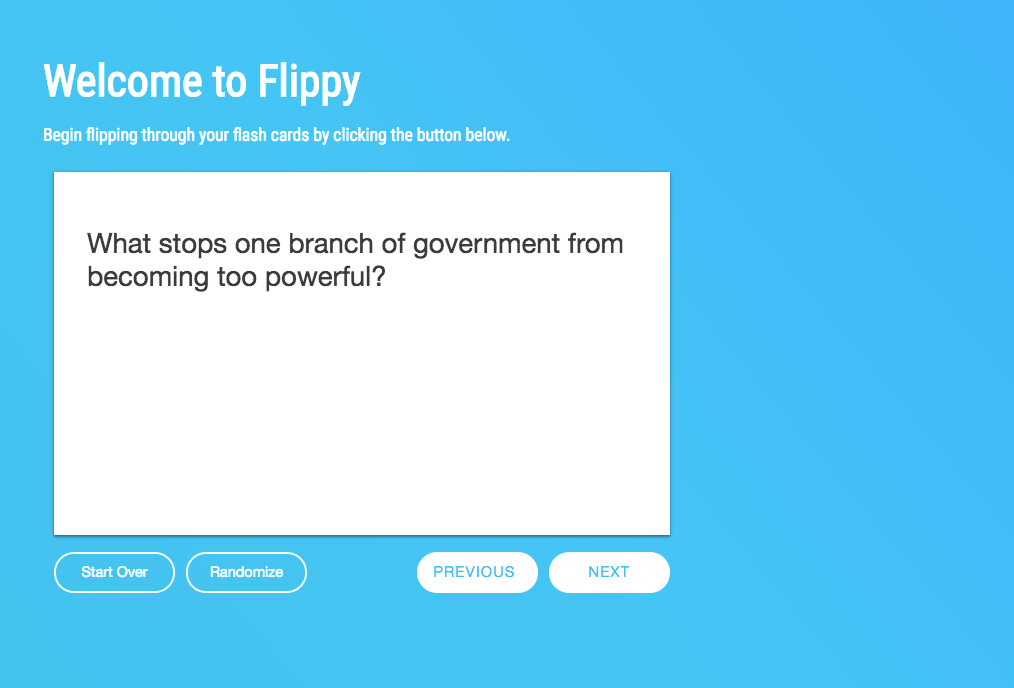 Welcome to Flippy
Begin flipping through your flash cards by clicking the button below.
What stops one branch of government from
becoming too powerful?
Start Over
Randomize
PREVIOUS
NEXT